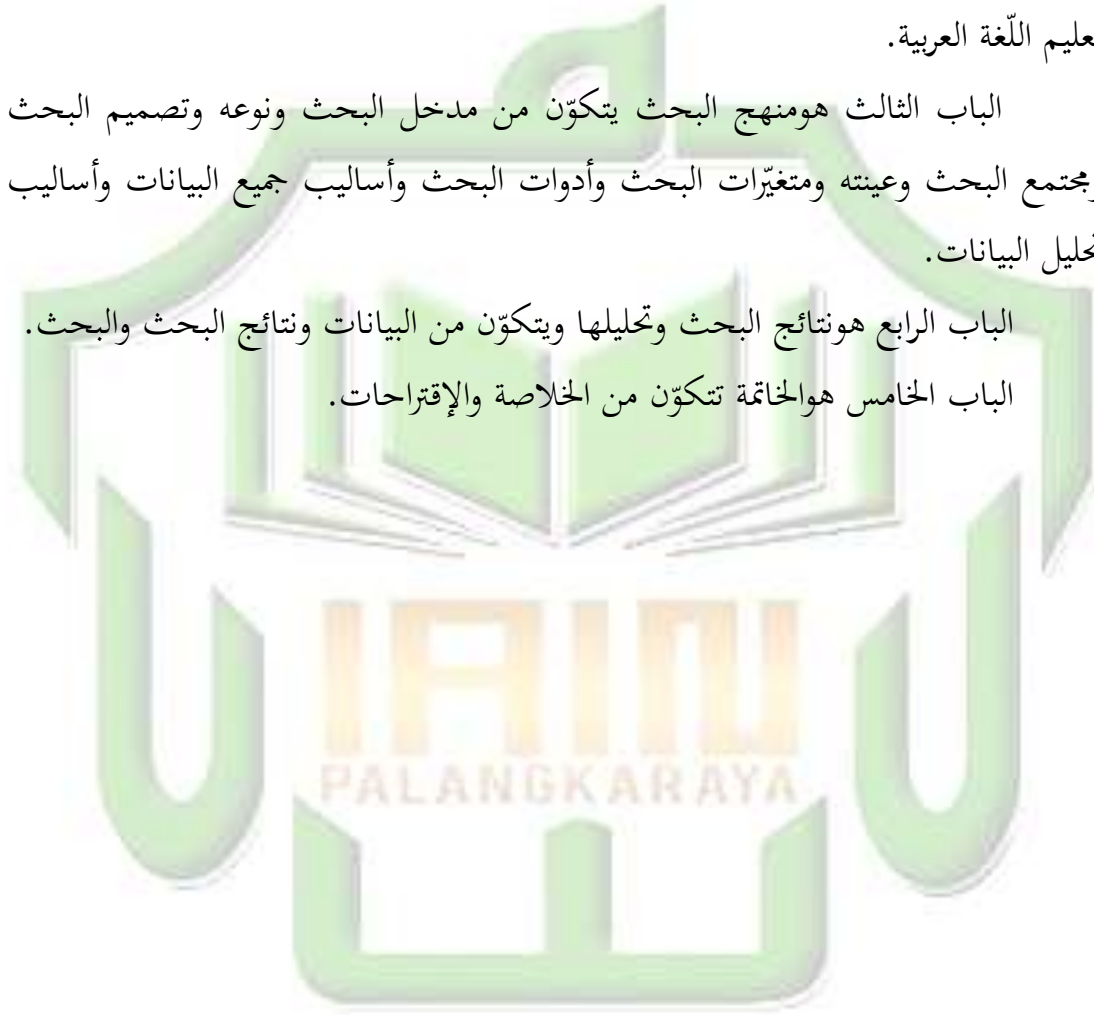 عليم اللّغة العربية.
الباب الثالث هومنهج البحث يتكوّن من مدخل البحث ونوعه وتصميم البحث
ومجتمع البحث وعينته ومتغيّرات البحث وأدوات البحث وأساليب جميع البيانات وأساليب
تحليل البيانات.
الباب الرابع هونتائج البحث وتحليلها ويتكوّن من البيانات ونتائج البحث والبحث.
الباب الخامس هوالخاتمة تتكوّن من الخلاصة والإقتراحات.
IAIN
PALANGKARAYA